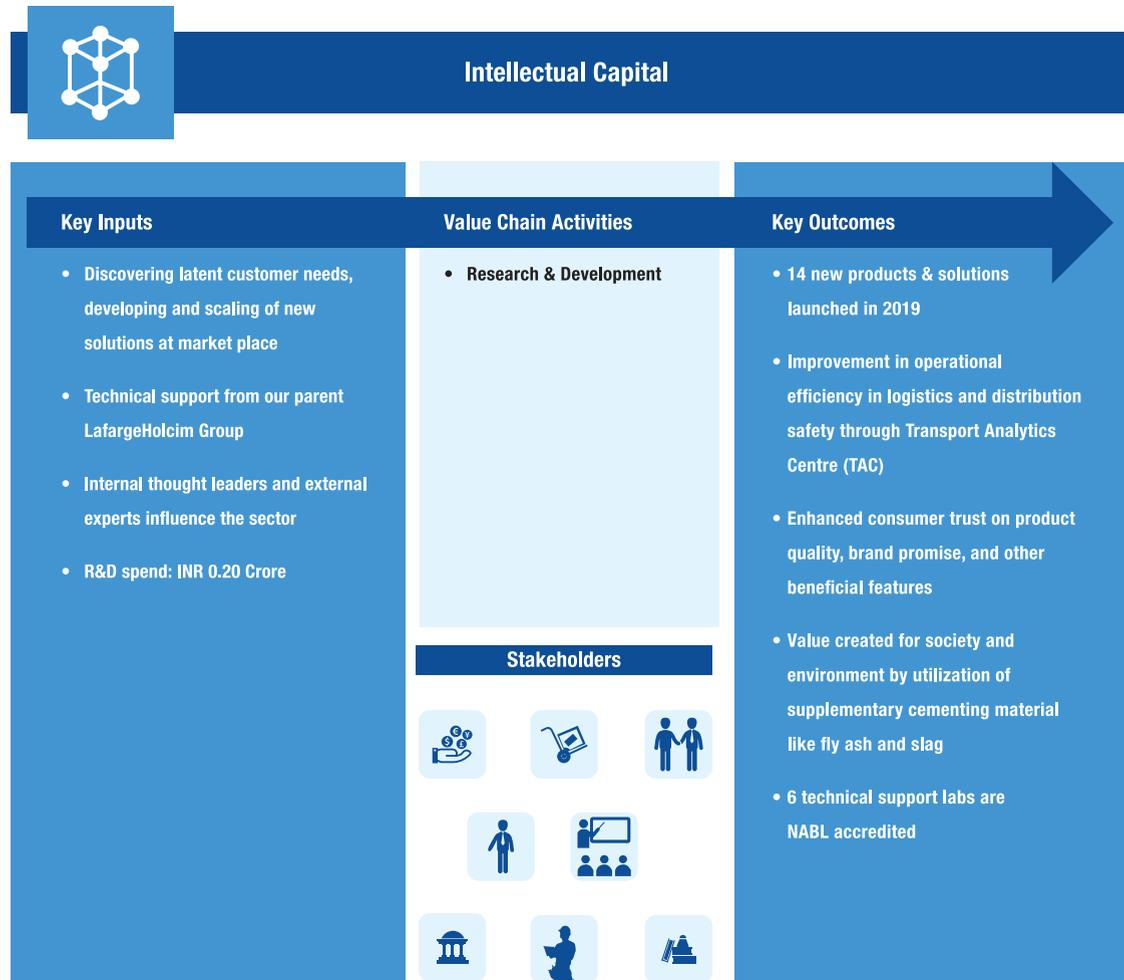 Intellectual Capital
Key Inputs
• Discovering latent customer needs,
developing and scaling of new
solutions at market place
• Technical support from our parent
LafargeHolcim Group
• Internal thought leaders and external
experts influence the sector
• R&D spend: INR 0.20 Crore
Value Chain Activities
• Research & Development
Stakeholders
€
¥
$
£
Key Outcomes
• 14 new products & solutions
launched in 2019
• Improvement in operational
efficiency in logistics and distribution
safety through Transport Analytics
Centre (TAC)
• Enhanced consumer trust on product
quality, brand promise, and other
beneficial features
• Value created for society and
environment by utilization of
supplementary cementing material
like fly ash and slag
• 6 technical support labs are
NABL accredited